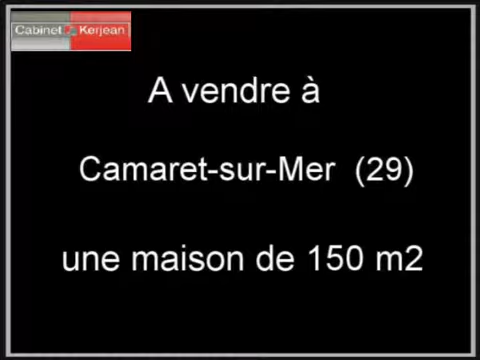 Cabinet Kerjean
A vendre à
Camaret-sur-Mer (29)
une maison de 150 m2